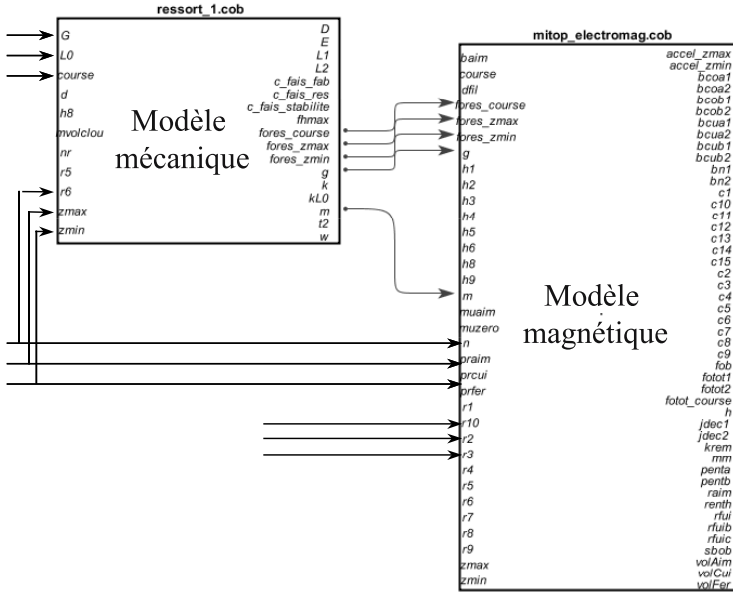 ressort_1.cob
G
L0
course
d
h8
mvolclou
nr
r5
r6
zmax
zmin
Modèle
mécanique
D
E
L1
L2
c_fais_fab
c_fais_res
c_fais_stabilite
fhmax
fores_course
fores_zmax
fores_zmin
g
k
kL0
m
t2
w
mitop_electromag.cob
baim
course
dfil
fores_course
fores_zmax
fores_zmin
g
h1
h2
h3
h4
h5
h6
h8
h9
m
muaim
muzero
n
praim
prcui
prfer
r1
r10
r2
r3
r4
r5
r6
r7
r8
r9
zmax
zmin
Modèle
magnétique
accel_zmax
accel_zmin
bcoa1
bcoa2
bcob1
bcob2
bcua1
bcua2
bcub1
bcub2
bn1
bn2
c1
c10
c11
c12
c13
c14
c15
c2
c3
c4
c5
c6
c7
c8
c9
fob
fotot1
fotot2
fotot_course
h
jdec1
jdec2
krem
mm
penta
pentb
raim
renth
rfui
rfuib
rfuic
sbob
volAim
volCui
volFer